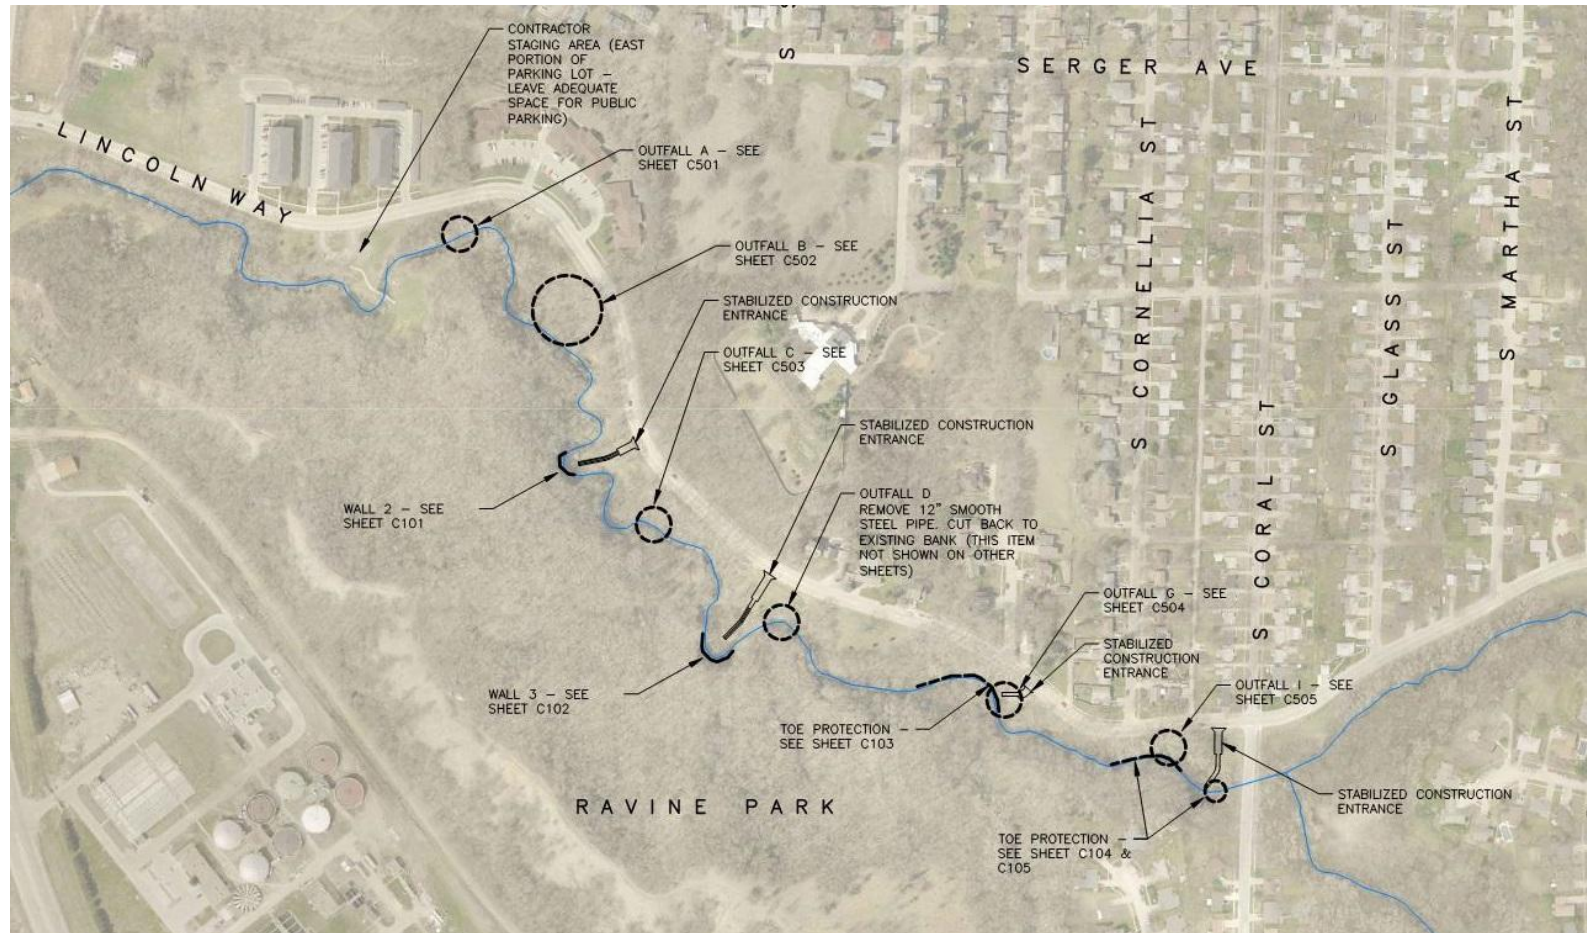 CONTRACTOR
STAGING AREA (EAST
PORTION OF
PARKING LOT –
LEAVE ADEQUATE
SPACE FOR PUBLIC
PARKING)
S
SERGER AVE
LINCOLN WAY
OUTFALL A – SEE
SHEET C501
S CORNELLIA ST
S MARTHA ST
S GLASS ST
OUTFALL B – SEE
SHEET C502
STABILIZED CONSTRUCTION
ENTRANCE
OUTFALL C – SEE
SHEET C503
S CORAL ST
STABILIZED CONSTRUCTION
ENTRANCE
WALL 2 – SEE
SHEET C101
OUTFALL D
REMOVE 12" SMOOTH
STEEL PIPE. CUT BACK TO
EXISTING BANK (THIS ITEM
NOT SHOWN ON OTHER
SHEETS)
OUTFALL G – SEE
SHEET C504
STABILIZED
CONSTRUCTION
ENTRANCE
WALL 3 – SEE
SHEET C102
OUTFALL I – SEE
SHEET C505
TOE PROTECTION –
SEE SHEET C103
RAVINE PARK
STABILIZED CONSTRUCTION
ENTRANCE
TOE PROTECTION –
SEE SHEET C104 &
C105